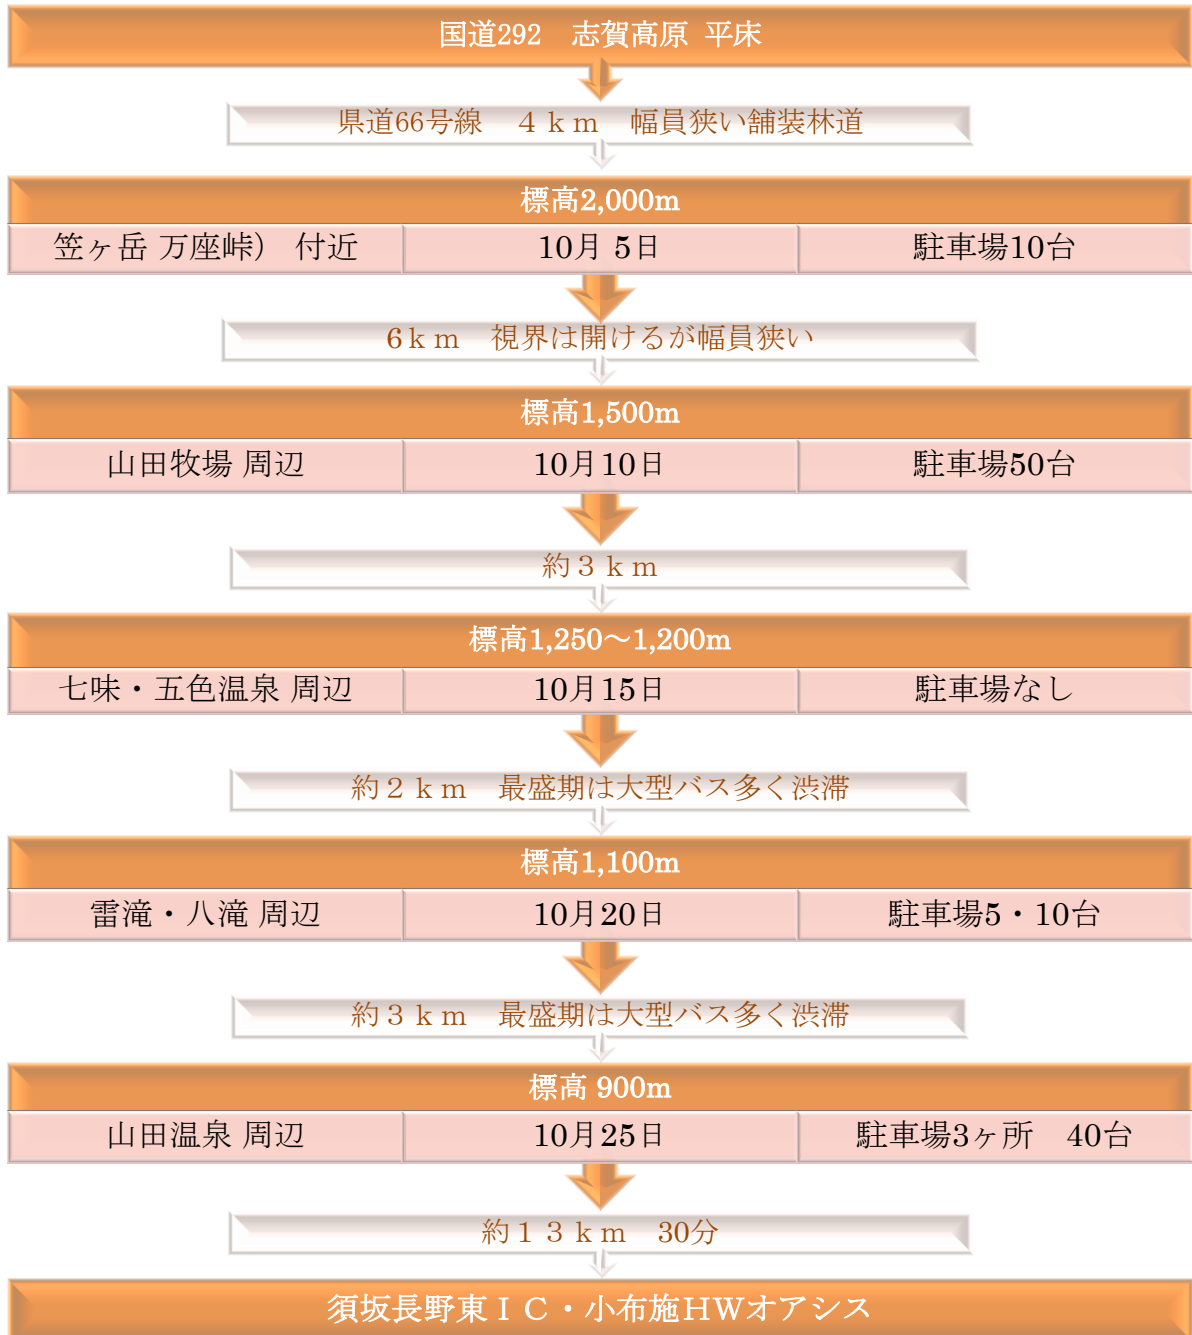 国道292　志賀高原 平床
県道66号線　４ｋｍ　幅員狭い舗装林道
標高2,000m
笠ヶ岳 万座峠） 付近　10月 5日　駐車場10台
6ｋｍ　視界は開けるが幅員狭い
標高1,500m
山田牧場 周辺　10月10日　駐車場50台
約３ｋｍ
標高1,250～1,200m
七味・五色温泉 周辺　10月15日　駐車場なし
約２ｋｍ　最盛期は大型バス多く渋滞
標高1,100m
雷滝・八滝 周辺　10月20日　駐車場5・10台
約３ｋｍ　最盛期は大型バス多く渋滞
標高 900m
山田温泉 周辺　10月25日　駐車場3ヶ所　40台
約１３ｋｍ　30分
須坂長野東ＩＣ・小布施HWオアシス